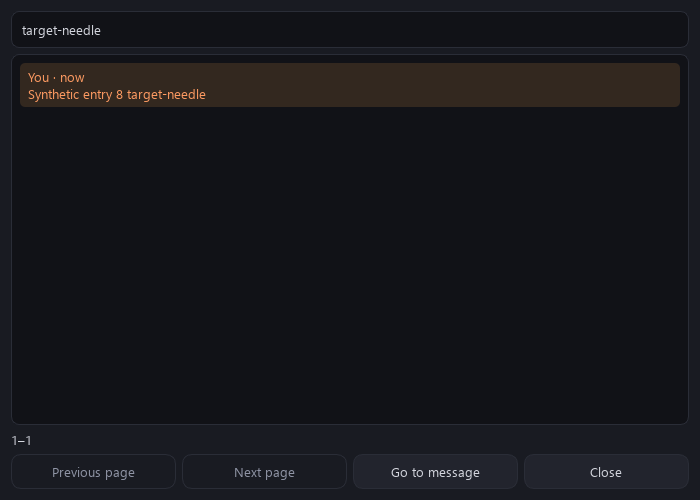 target-needle
You · now
Synthetic entry 8 target-needle
1–1
Previous page
Next page
Go to message
Close